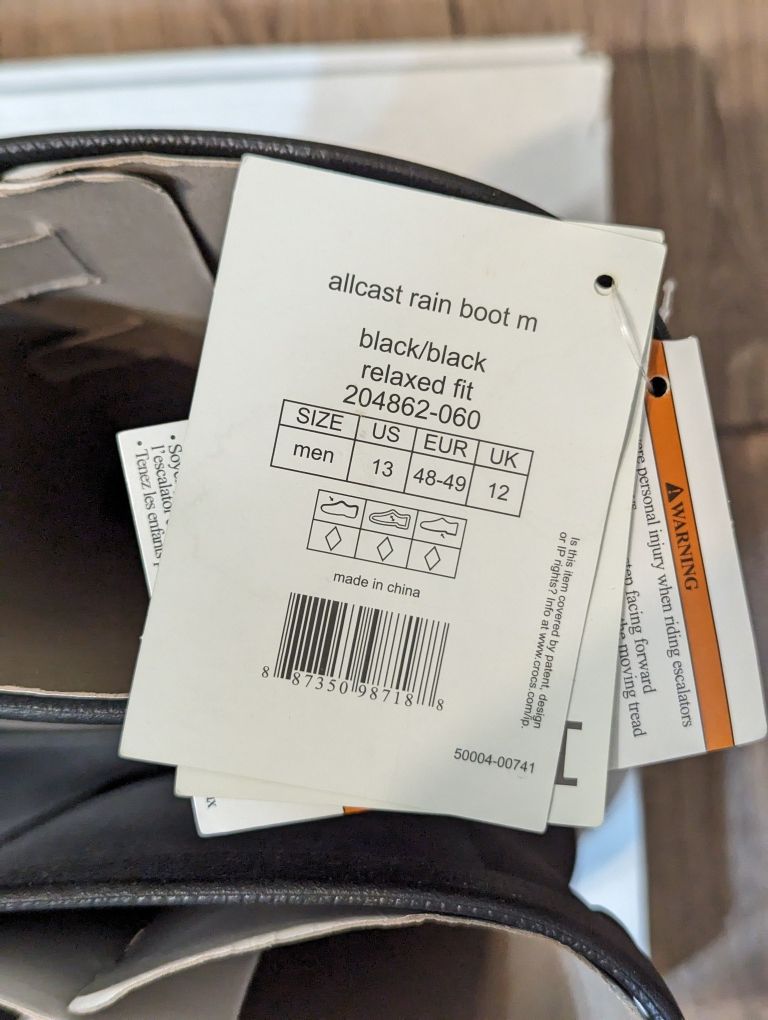 allcast rain boot m
black/black
relaxed fit
204862-060
SIZE US EUR UK
men 13 48-49 12
made in china
8 87350 98718 8
Is this item covered by patent, design
or IP rights? Info at www.crocs.com/ip.
50004-00741
WARNING
personal injury when riding escalators
facing forward
moving tread
l'escalator
• Tenez les enfants